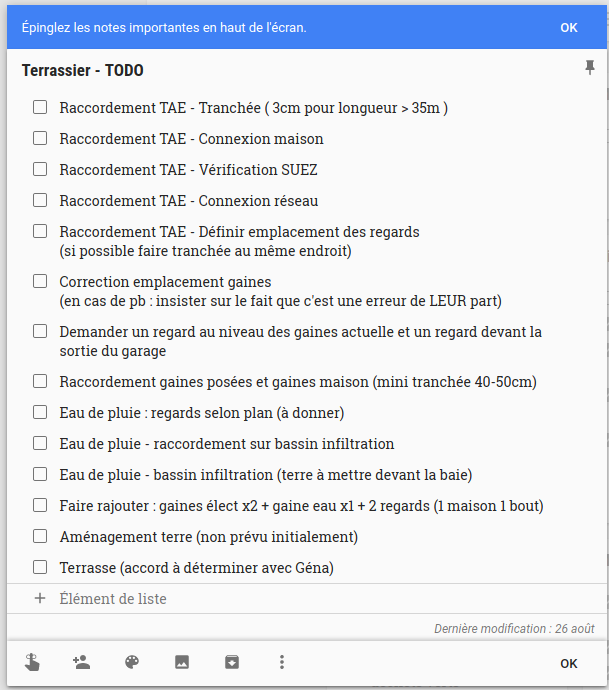 Épinglez les notes importantes en haut de l'écran.
OK
Terrassier - TODO
Raccordement TAE - Tranchée ( 3cm pour longueur > 35m )
Raccordement TAE - Connexion maison
Raccordement TAE - Vérification SUEZ
Raccordement TAE - Connexion réseau
Raccordement TAE - Définir emplacement des regards
(si possible faire tranchée au même endroit)
Correction emplacement gaines
(en cas de pb : insister sur le fait que c'est une erreur de LEUR part)
Demander un regard au niveau des gaines actuelle et un regard devant la
sortie du garage
Raccordement gaines posées et gaines maison (mini tranchée 40-50cm)
Eau de pluie : regards selon plan (à donner)
Eau de pluie - raccordement sur bassin infiltration
Eau de pluie - bassin infiltration (terre à mettre devant la baie)
Faire rajouter : gaines élect x2 + gaine eau x1 + 2 regards (1 maison 1 bout)
Aménagement terre (non prévu initialement)
Terrasse (accord à déterminer avec Géna)
+ Élément de liste
Dernière modification : 26 août
OK